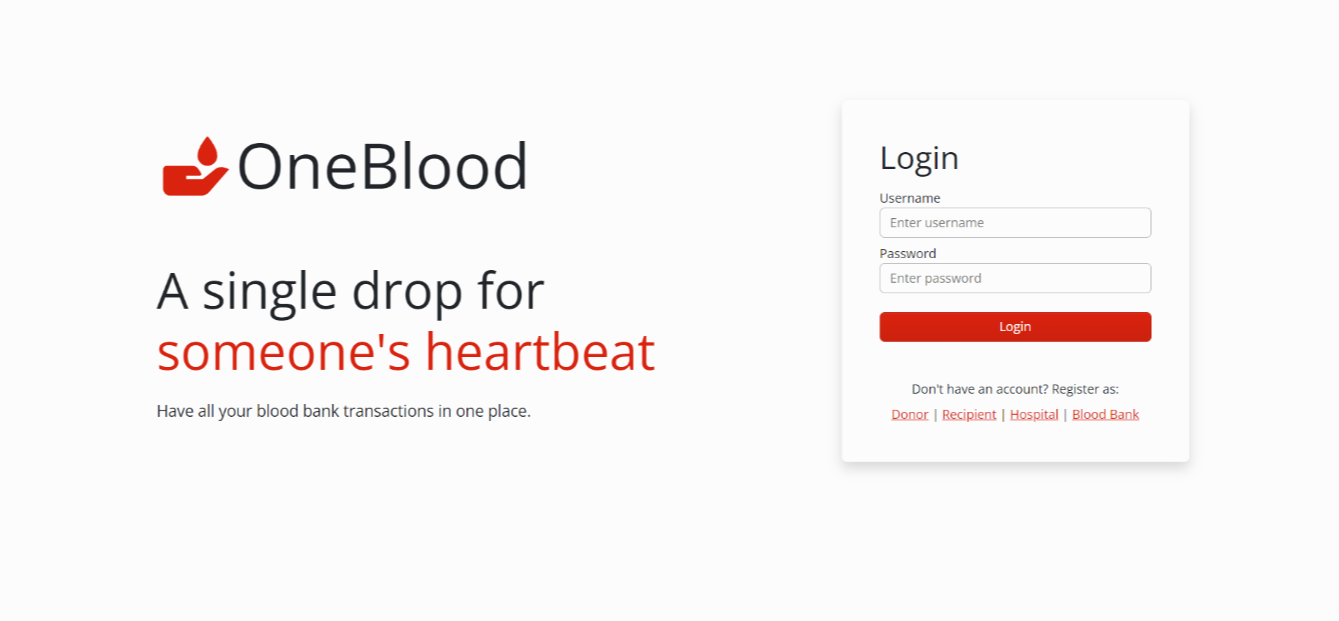 OneBlood
A single drop for
someone's heartbeat
Have all your blood bank transactions in one place.
Login
Username
Enter username
Password
Enter password
Login
Don't have an account? Register as:
Donor | Recipient | Hospital | Blood Bank